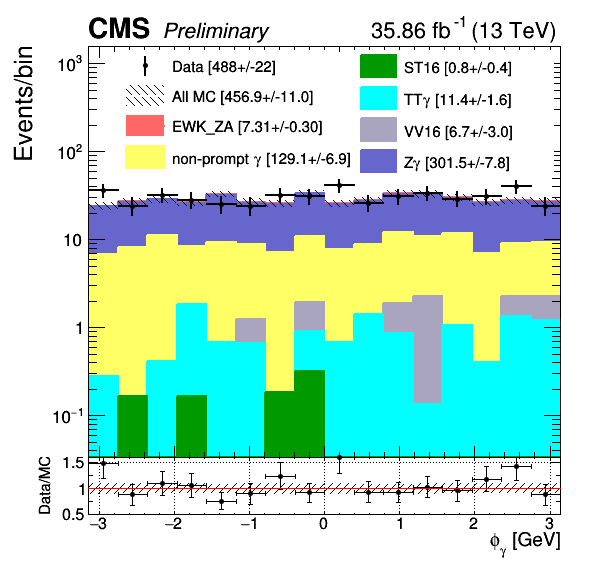 CMS Preliminary 35.86 fb⁻¹ (13 TeV)
Events/bin
10³
10²
10
1
10⁻¹
Data [488+/-22]
All MC [456.9+/-11.0]
EWK_ZA [7.31+/-0.30]
non-prompt γ [129.1+/-6.9]
ST16 [0.8+/-0.4]
TTγ [11.4+/-1.6]
VV16 [6.7+/-3.0]
Zγ [301.5+/-7.8]
Data/MC
1.5
1
0.5
−3 −2 −1 0 1 2 3
ϕγ [GeV]